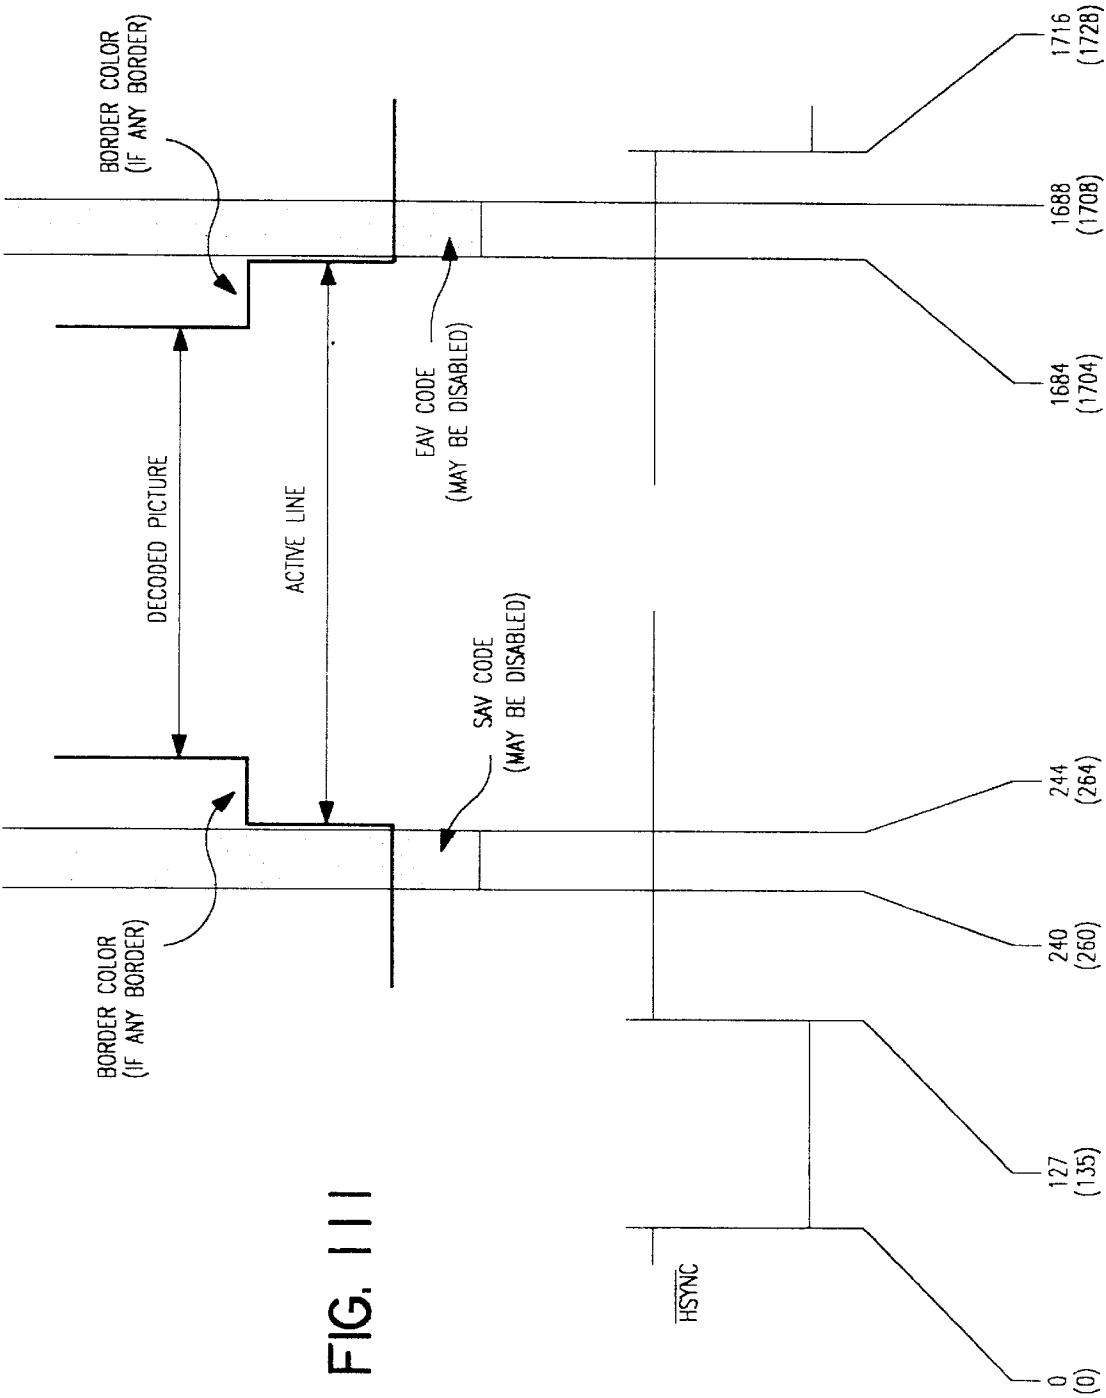 BORDER COLOR
(IF ANY BORDER)
BORDER COLOR
(IF ANY BORDER)
DECODED PICTURE
ACTIVE LINE
SAV CODE
(MAY BE DISABLED)
EAV CODE
(MAY BE DISABLED)
FIG. 111
HSYNC
0
(0)
127
(135)
240
(260)
244
(264)
1684
(1704)
1688
(1708)
1716
(1728)